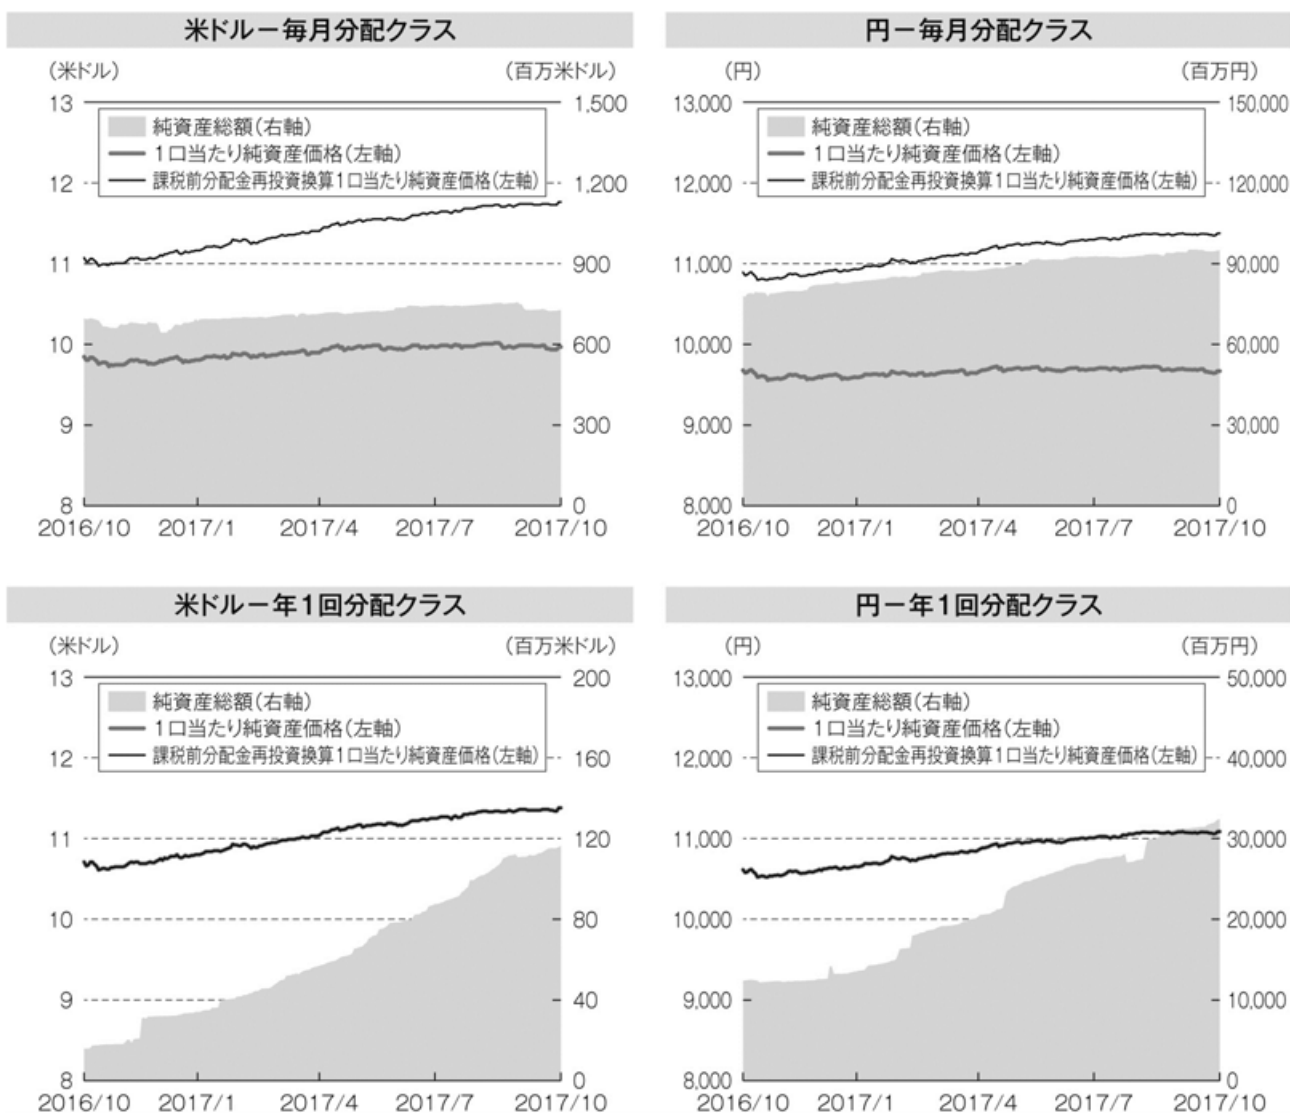 米ドルー毎月分配クラス
(米ドル)
(百万米ドル)
純資産総額(右軸)
1口当たり純資産価格(左軸)
課税前分配金再投資換算1口当たり純資産価格(左軸)
13
12
11
10
9
8
1,500
1,200
900
600
300
0
2016/10 2017/1 2017/4 2017/7 2017/10
円ー毎月分配クラス
(円)
(百万円)
純資産総額(右軸)
1口当たり純資産価格(左軸)
課税前分配金再投資換算1口当たり純資産価格(左軸)
13,000
12,000
11,000
10,000
9,000
8,000
150,000
120,000
90,000
60,000
30,000
0
2016/10 2017/1 2017/4 2017/7 2017/10
米ドルー年1回分配クラス
(米ドル)
(百万米ドル)
純資産総額(右軸)
1口当たり純資産価格(左軸)
課税前分配金再投資換算1口当たり純資産価格(左軸)
13
12
11
10
9
8
200
160
120
80
40
0
2016/10 2017/1 2017/4 2017/7 2017/10
円ー年1回分配クラス
(円)
(百万円)
純資産総額(右軸)
1口当たり純資産価格(左軸)
課税前分配金再投資換算1口当たり純資産価格(左軸)
13,000
12,000
11,000
10,000
9,000
8,000
50,000
40,000
30,000
20,000
10,000
0
2016/10 2017/1 2017/4 2017/7 2017/10